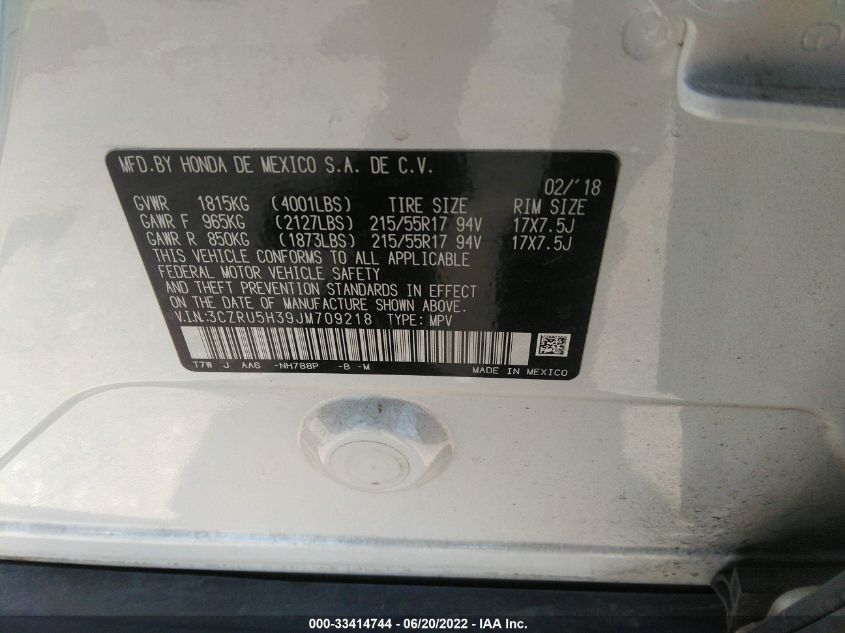 MFD.BY HONDA DE MEXICO S.A. DE C.V.
02/'18
GVWR 1815KG (4001LBS) TIRE SIZE RIM SIZE
GAWR F 965KG (2127LBS) 215/55R17 94V 17X7.5J
GAWR R 850KG (1873LBS) 215/55R17 94V 17X7.5J
THIS VEHICLE CONFORMS TO ALL APPLICABLE
FEDERAL MOTOR VEHICLE SAFETY
AND THEFT PREVENTION STANDARDS IN EFFECT
ON THE DATE OF MANUFACTURE SHOWN ABOVE.
V.I.N:3CZRU5H39JM709218 TYPE: MPV
T7W J AA6 -NH788P -B -M MADE IN MEXICO
000-33414744 - 06/20/2022 - IAA Inc.